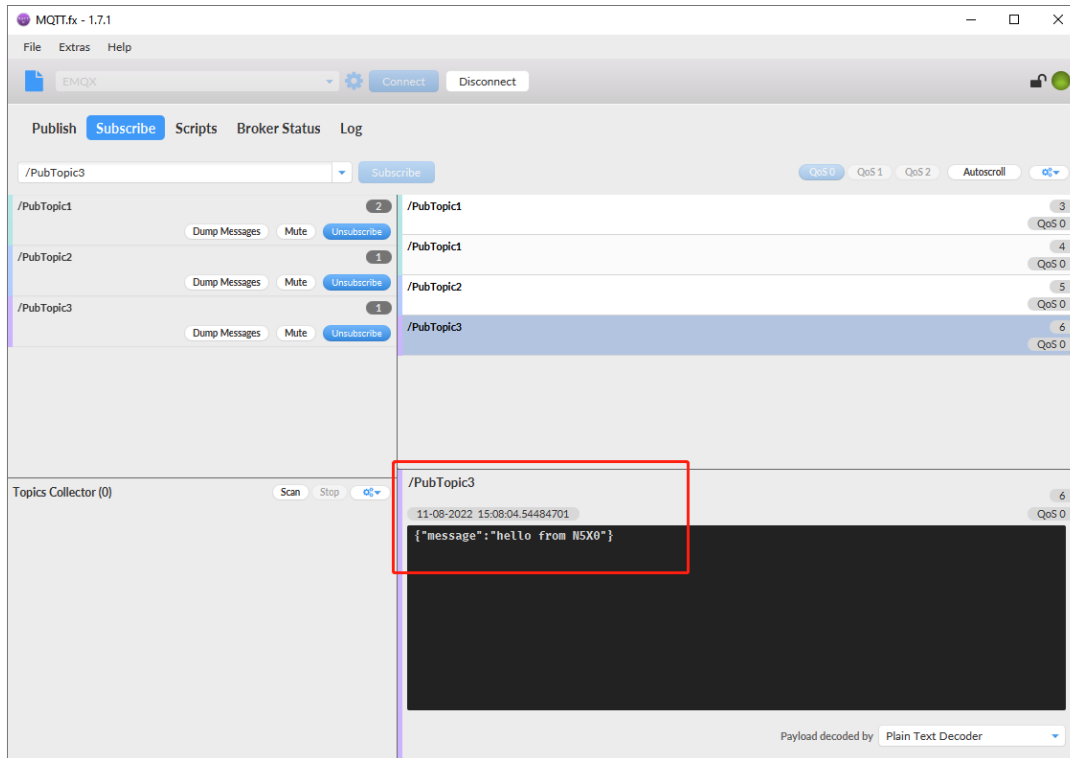 MQTT.fx - 1.7.1
File Extras Help
EMQX Connect Disconnect
Publish Subscribe Scripts Broker Status Log
/PubTopic3 Subscribe QoS 0 QoS 1 QoS 2 Autoscroll
/PubTopic1 2
Dump Messages Mute Unsubscribe
/PubTopic2 1
Dump Messages Mute Unsubscribe
/PubTopic3 1
Dump Messages Mute Unsubscribe
/PubTopic1 3
QoS 0
/PubTopic1 4
QoS 0
/PubTopic2 5
QoS 0
/PubTopic3 6
QoS 0
Topics Collector (0) Scan Stop
/PubTopic3 6
11-08-2022 15:08:04.54484701 QoS 0
{"message":"hello from N5X0"}
Payload decoded by Plain Text Decoder